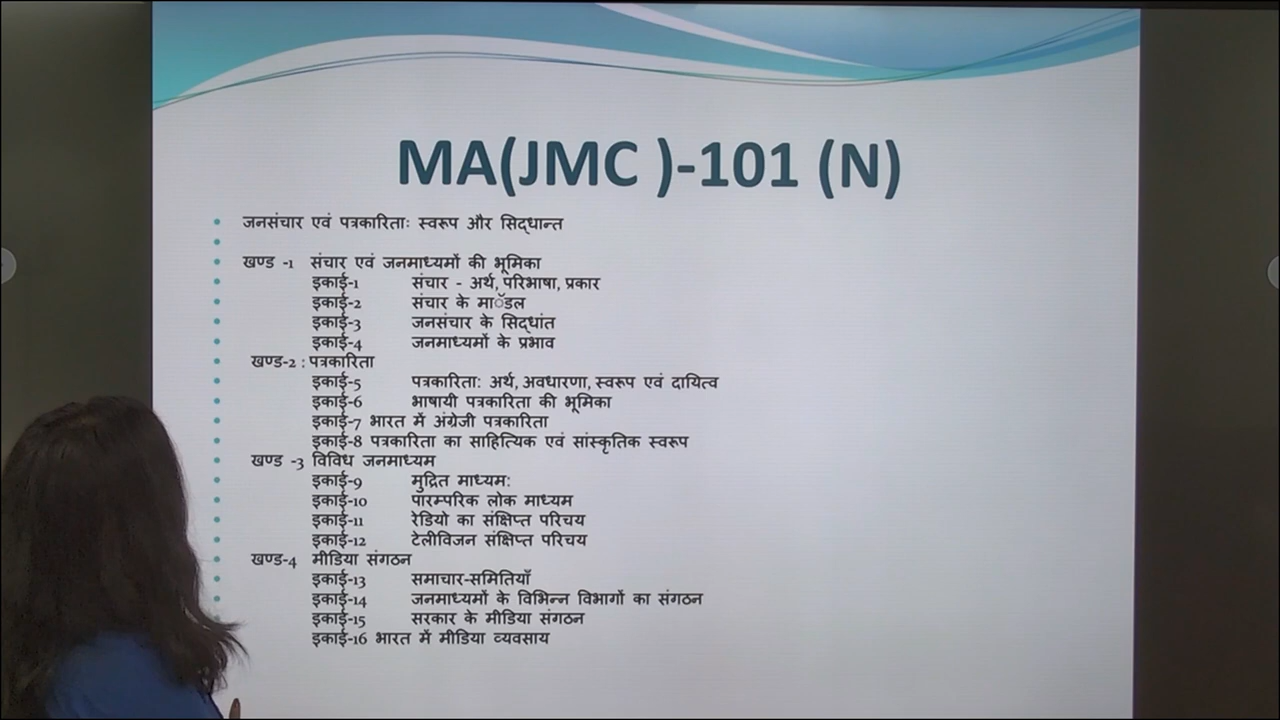 MA(JMC )-101 (N)
जनसंचार एवं पत्रकारिताः स्वरूप और सिद्धान्त
खण्ड -1 संचार एवं जनमाध्यमों की भूमिका
इकाई-1 संचार - अर्थ, परिभाषा, प्रकार
इकाई-2 संचार के माॅडल
इकाई-3 जनसंचार के सिद्धांत
इकाई-4 जनमाध्यमों के प्रभाव
खण्ड-2 : पत्रकारिता
इकाई-5 पत्रकारिता: अर्थ, अवधारणा, स्वरूप एवं दायित्व
इकाई-6 भाषायी पत्रकारिता की भूमिका
इकाई-7 भारत में अंग्रेजी पत्रकारिता
इकाई-8 पत्रकारिता का साहित्यिक एवं सांस्कृतिक स्वरूप
खण्ड -3 विविध जनमाध्यम
इकाई-9 मुद्रित माध्यम:
इकाई-10 पारम्परिक लोक माध्यम
इकाई-11 रेडियो का संक्षिप्त परिचय
इकाई-12 टेलीविजन संक्षिप्त परिचय
खण्ड-4 मीडिया संगठन
इकाई-13 समाचार-समितियाँ
इकाई-14 जनमाध्यमों के विभिन्न विभागों का संगठन
इकाई-15 सरकार के मीडिया संगठन
इकाई-16 भारत में मीडिया व्यवसाय